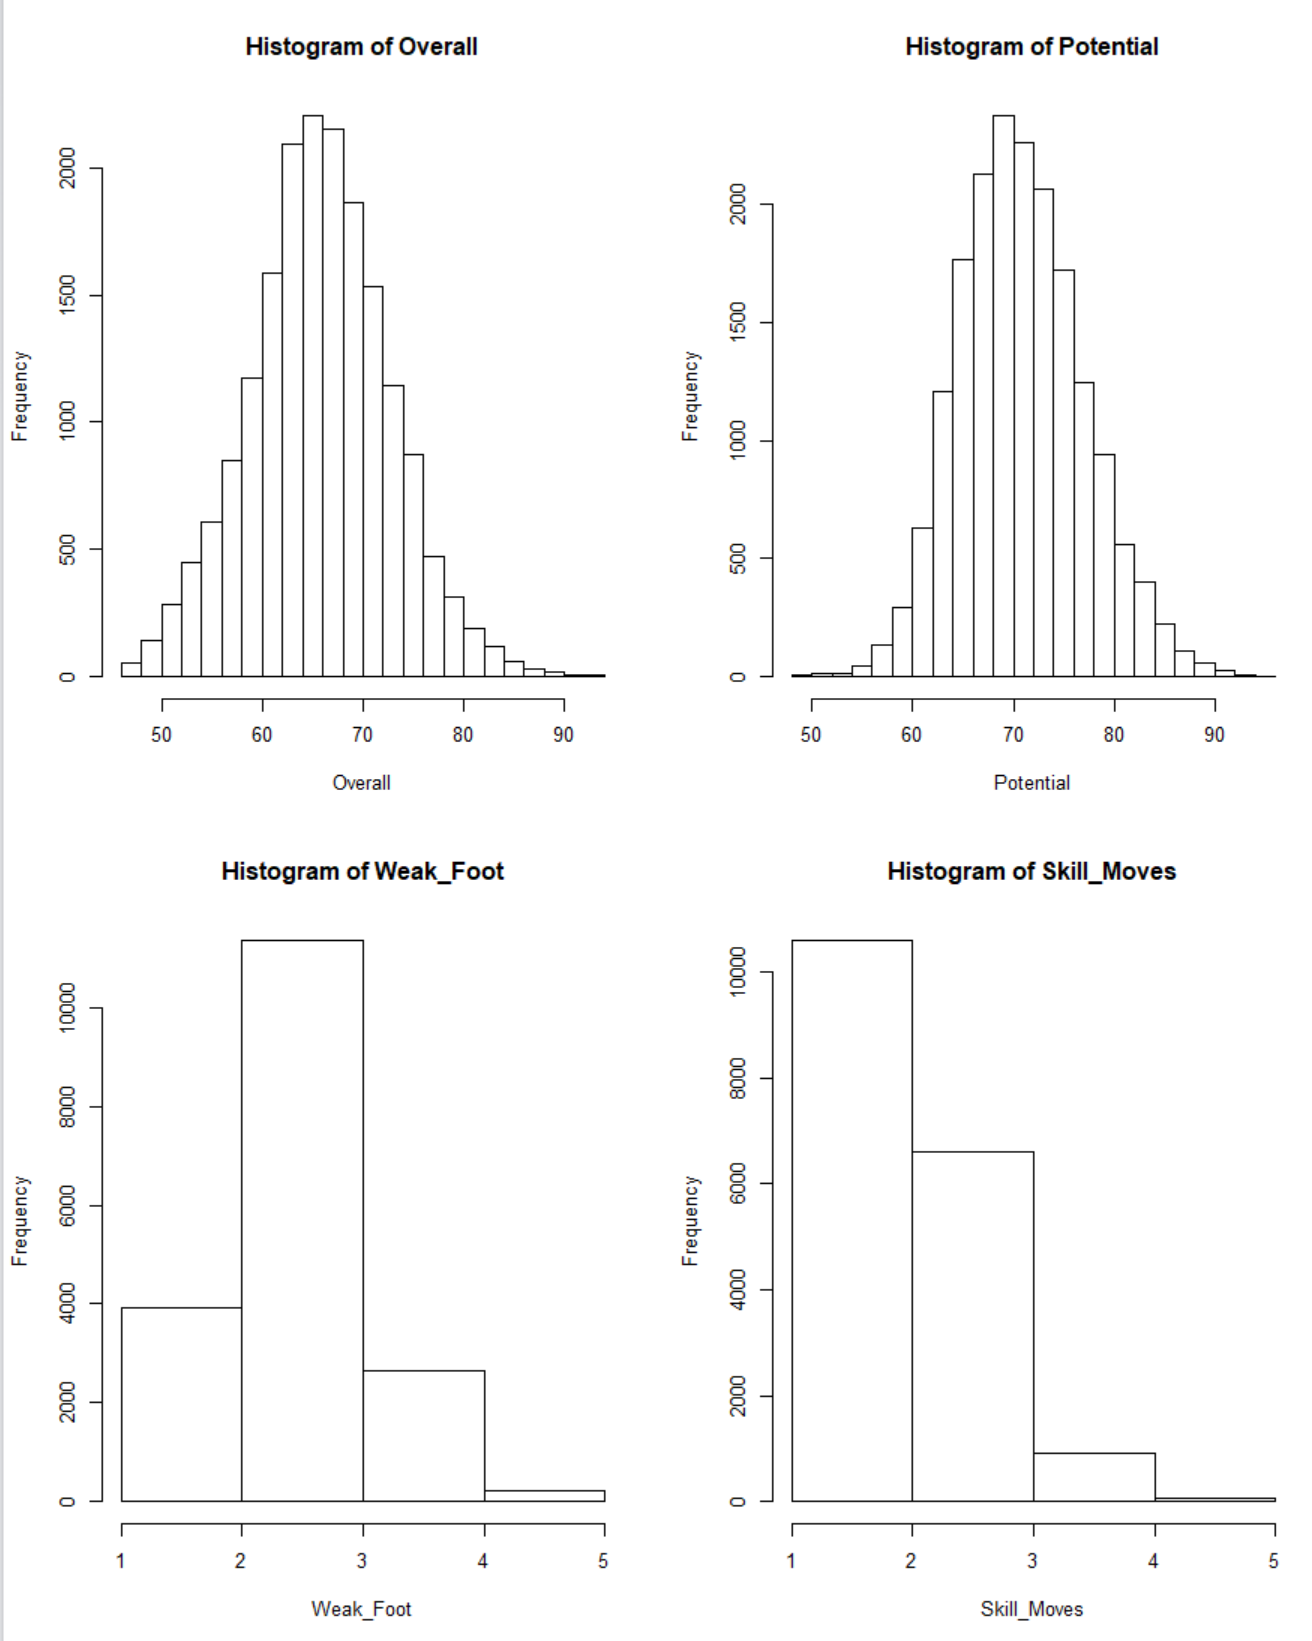 Histogram of Overall
Frequency
2000
1500
1000
500
0
50 60 70 80 90
Overall
Histogram of Potential
Frequency
2000
1500
1000
500
0
50 60 70 80 90
Potential
Histogram of Weak_Foot
Frequency
10000
8000
6000
4000
2000
0
1 2 3 4 5
Weak_Foot
Histogram of Skill_Moves
Frequency
10000
8000
6000
4000
2000
0
1 2 3 4 5
Skill_Moves